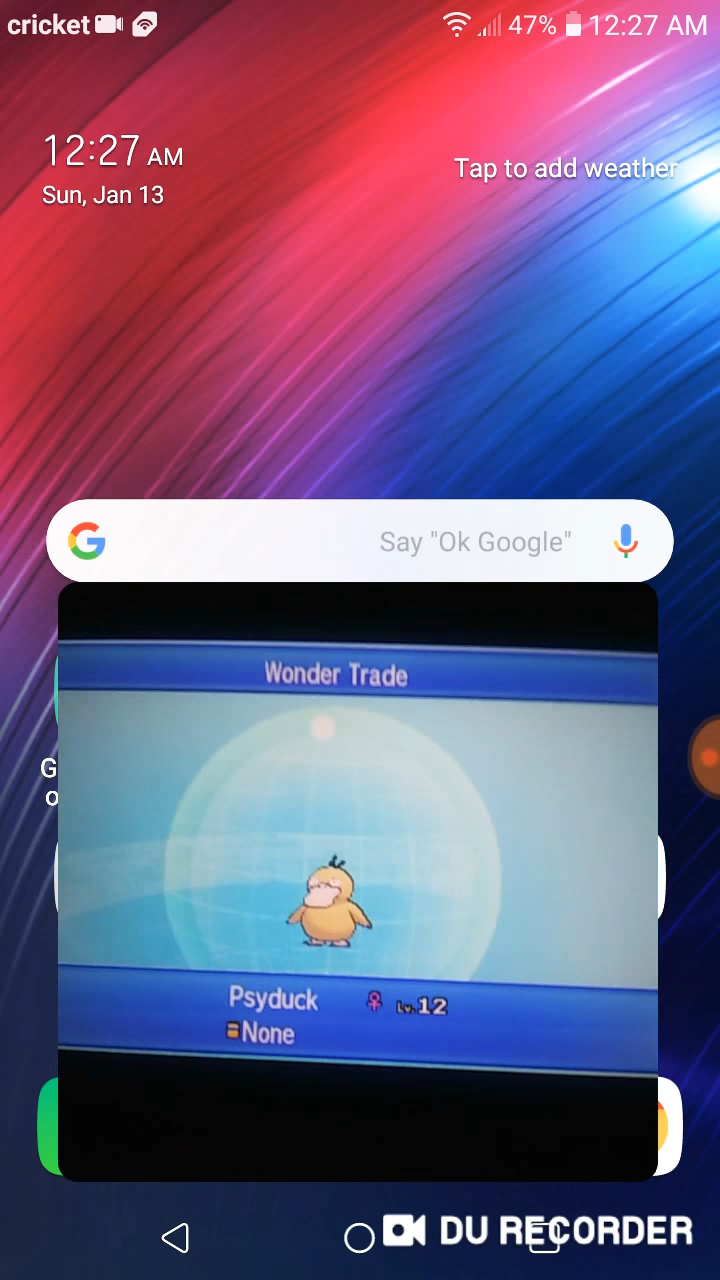 cricket 47% 12:27 AM
12:27 AM
Tap to add weather
Sun, Jan 13
Say "Ok Google"
Wonder Trade
G
o
Psyduck ♀ Lv.12
None
DU RECORDER